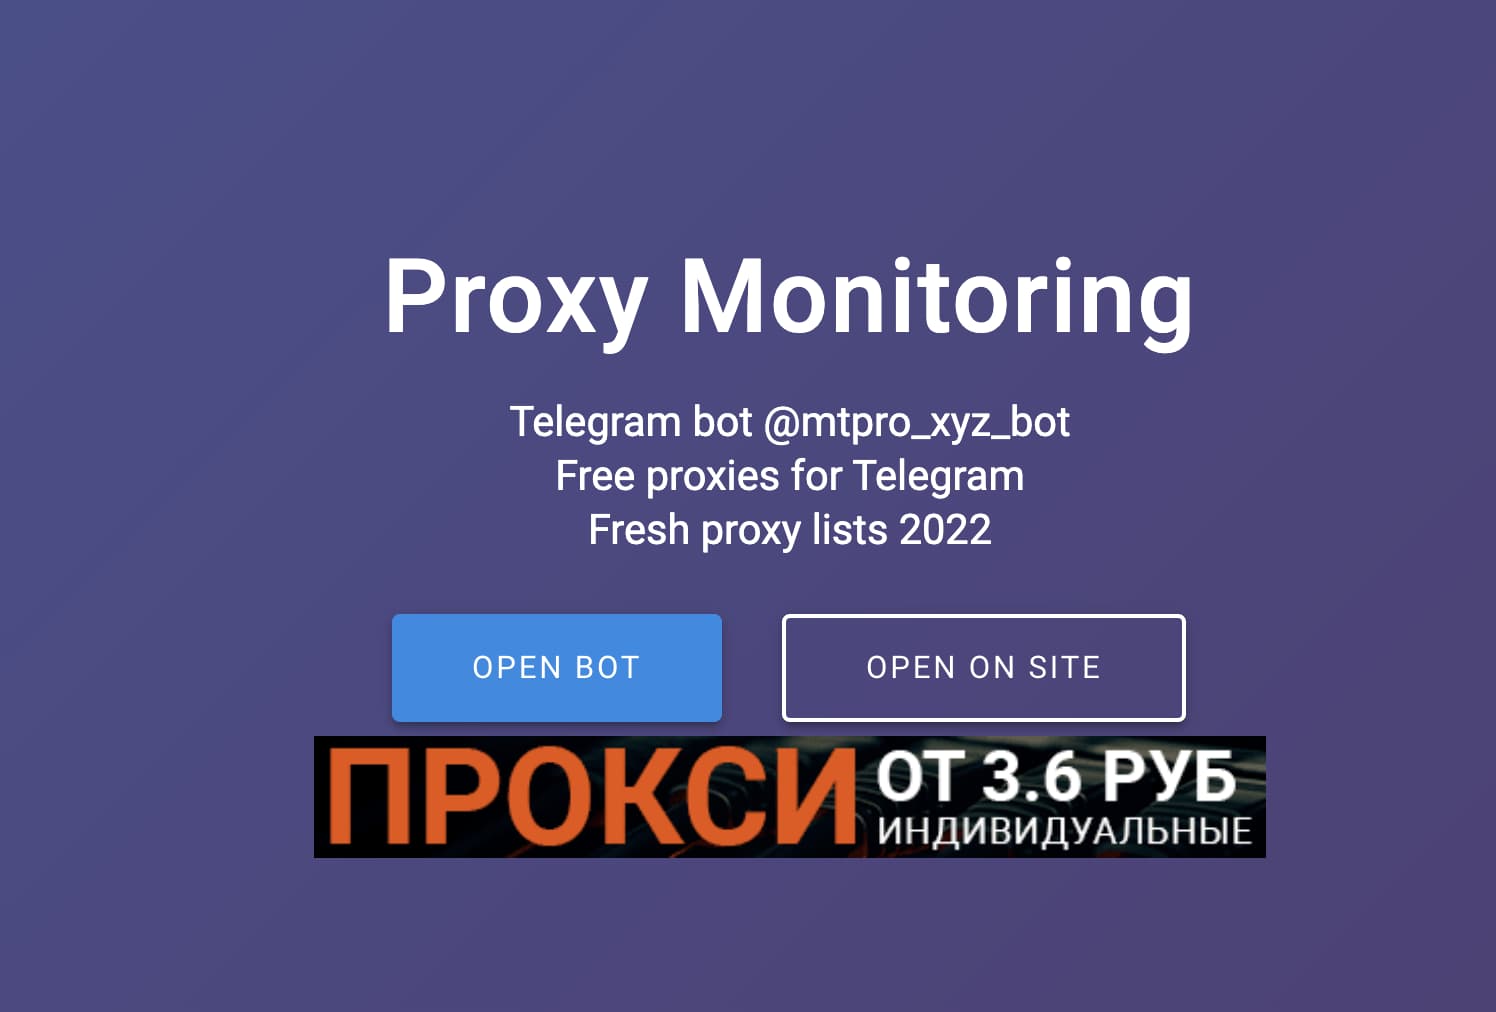 Proxy Monitoring
Telegram bot @mtpro_xyz_bot
Free proxies for Telegram
Fresh proxy lists 2022
OPEN BOT
OPEN ON SITE
ПРОКСИ
ОТ 3.6 РУБ
ИНДИВИДУАЛЬНЫЕ